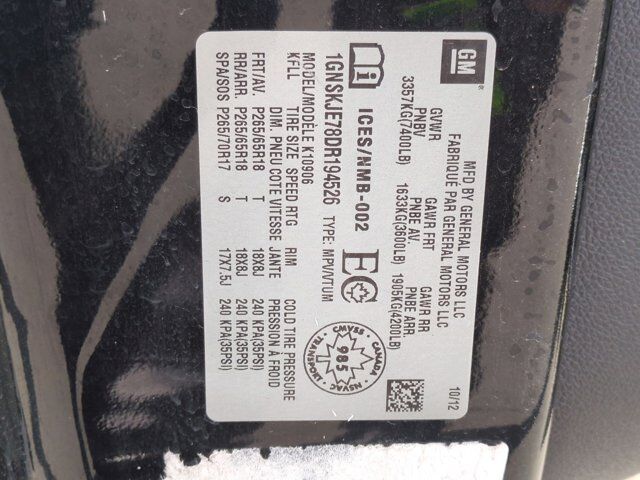 GM
MFD BY GENERAL MOTORS LLC
FABRIQUÉ PAR GENERAL MOTORS LLC
10/12
GVWR GAWR FRT GAWR RR
PNBV PNBE AV. PNBE ARR
3357KG(7400LB) 1633KG(3600LB) 1905KG(4200LB)
i ICES/NMB-002 EC
CMVSS CANADA 985 NSVAC TRANSPORT
1GNSKJE78DR194526 TYPE: MPV/VTUM
MODEL/MODÈLE K10906
KFLL TIRE SIZE SPEED RTG RIM COLD TIRE PRESSURE
DIM. PNEU COTE VITESSE JANTE PRESSION À FROID
FRT/AV. P265/65R18 T 18X8J 240 KPA(35PSI)
RR/ARR. P265/65R18 T 18X8J 240 KPA(35PSI)
SPA/SOS P265/70R17 S 17X7.5J 240 KPA(35PSI)